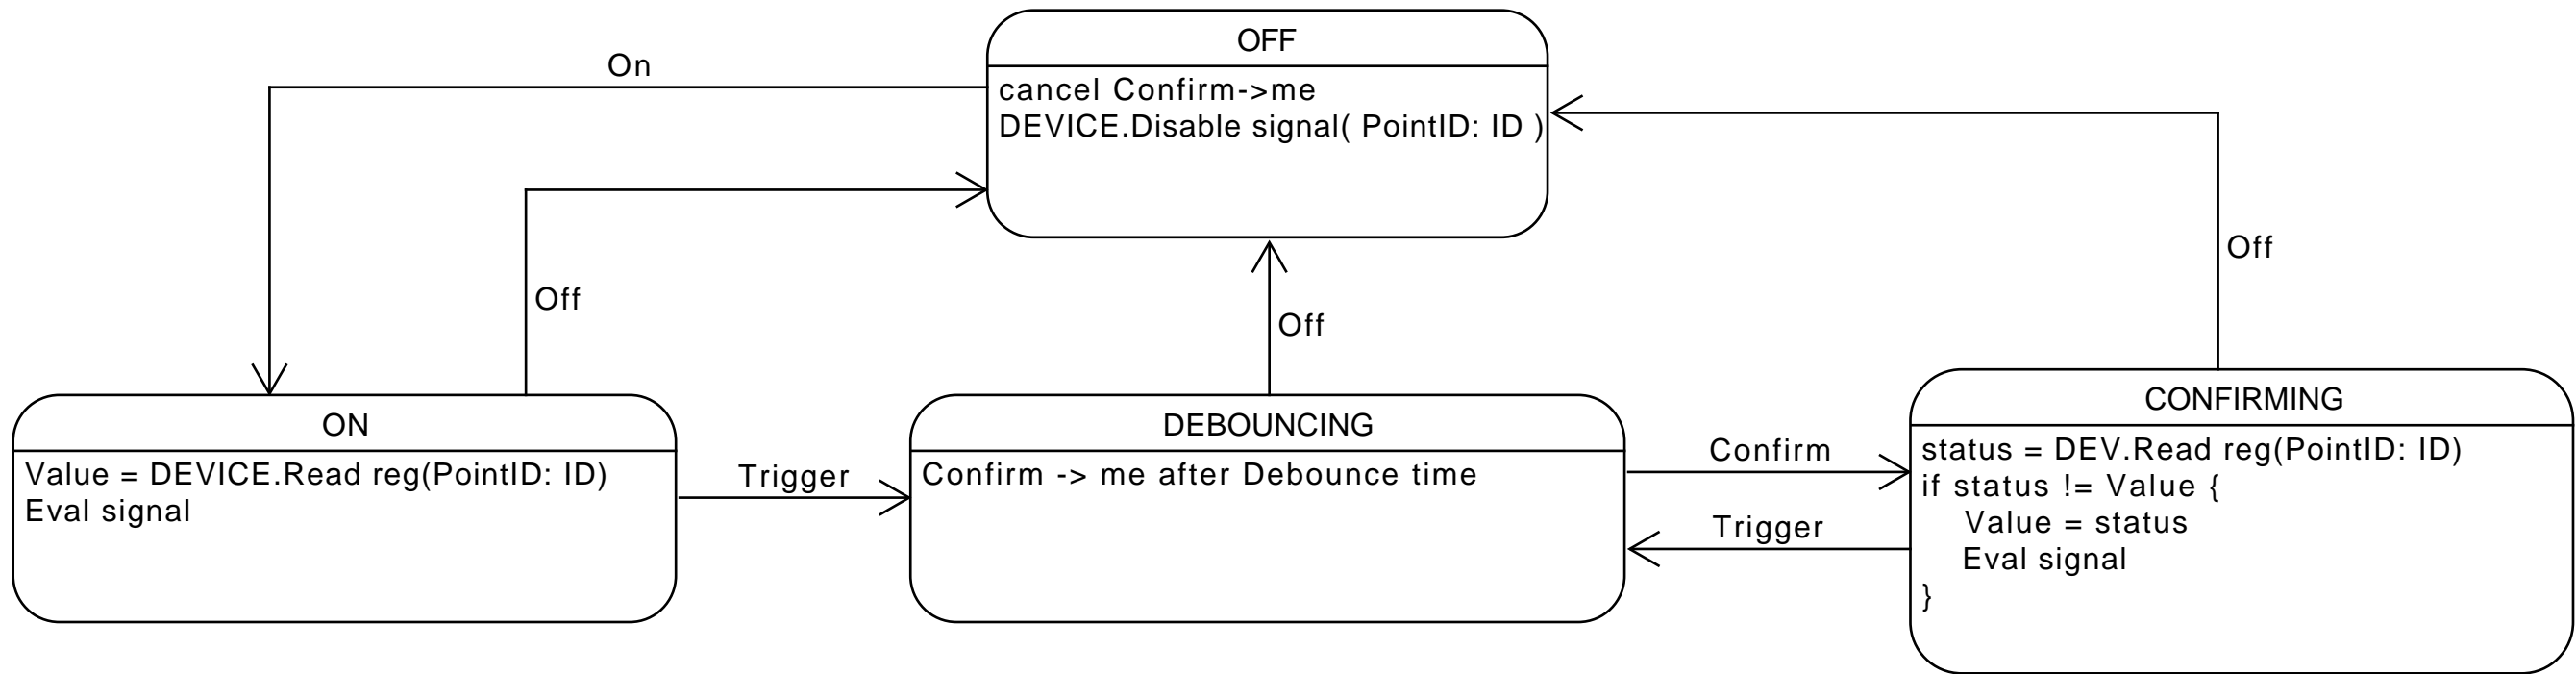 OFF
cancel Confirm->me
DEVICE.Disable signal( PointID: ID )
On
Off
Off
Off
ON
Value = DEVICE.Read reg(PointID: ID)
Eval signal
Trigger
DEBOUNCING
Confirm -> me after Debounce time
Confirm
Trigger
CONFIRMING
status = DEV.Read reg(PointID: ID)
if status != Value {
Value = status
Eval signal
}